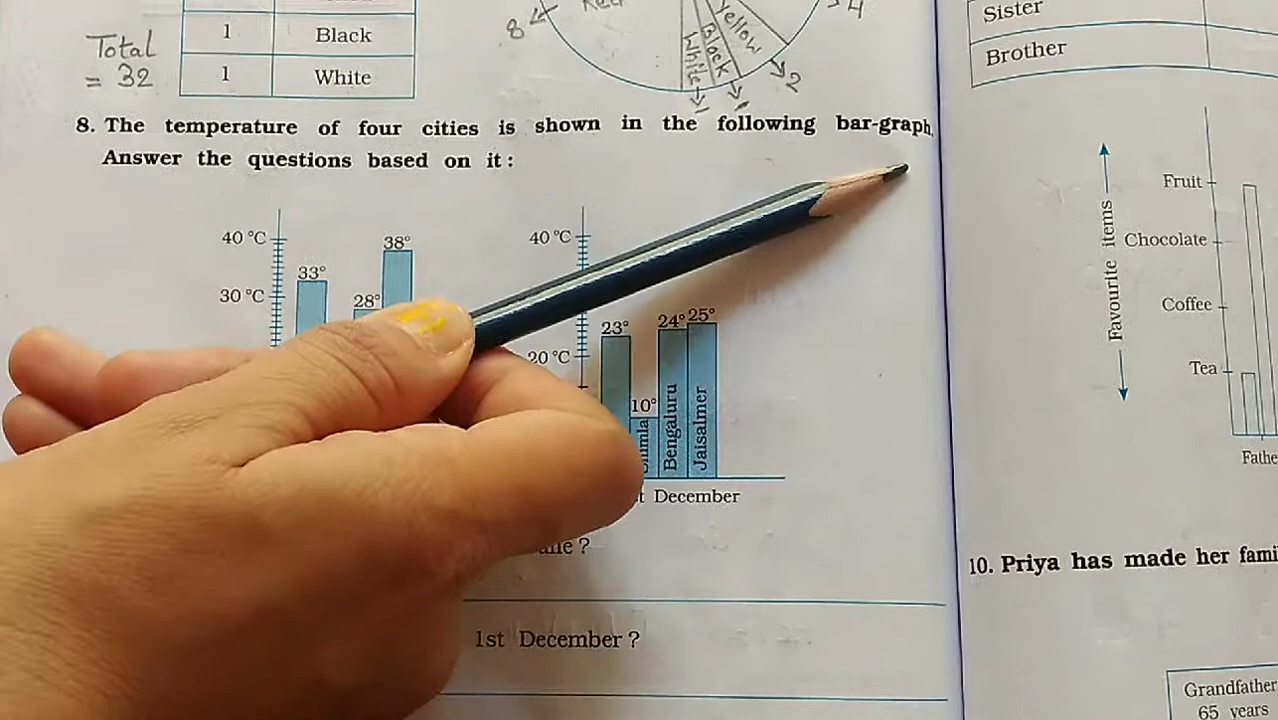 1 Black
1 White
Total
= 32
8
White
Black
Yellow
2
4
8. The temperature of four cities is shown in the following bar-graph.
Answer the questions based on it :
40 °C
30 °C
33°
28°
38°
40 °C
20 °C
23°
10°
24°
25°
Bengaluru
Jaisalmer
December
1st December ?
Sister
Brother
Favourite items
Fruit
Chocolate
Coffee
Tea
10. Priya has made her
Grandfather
65 years